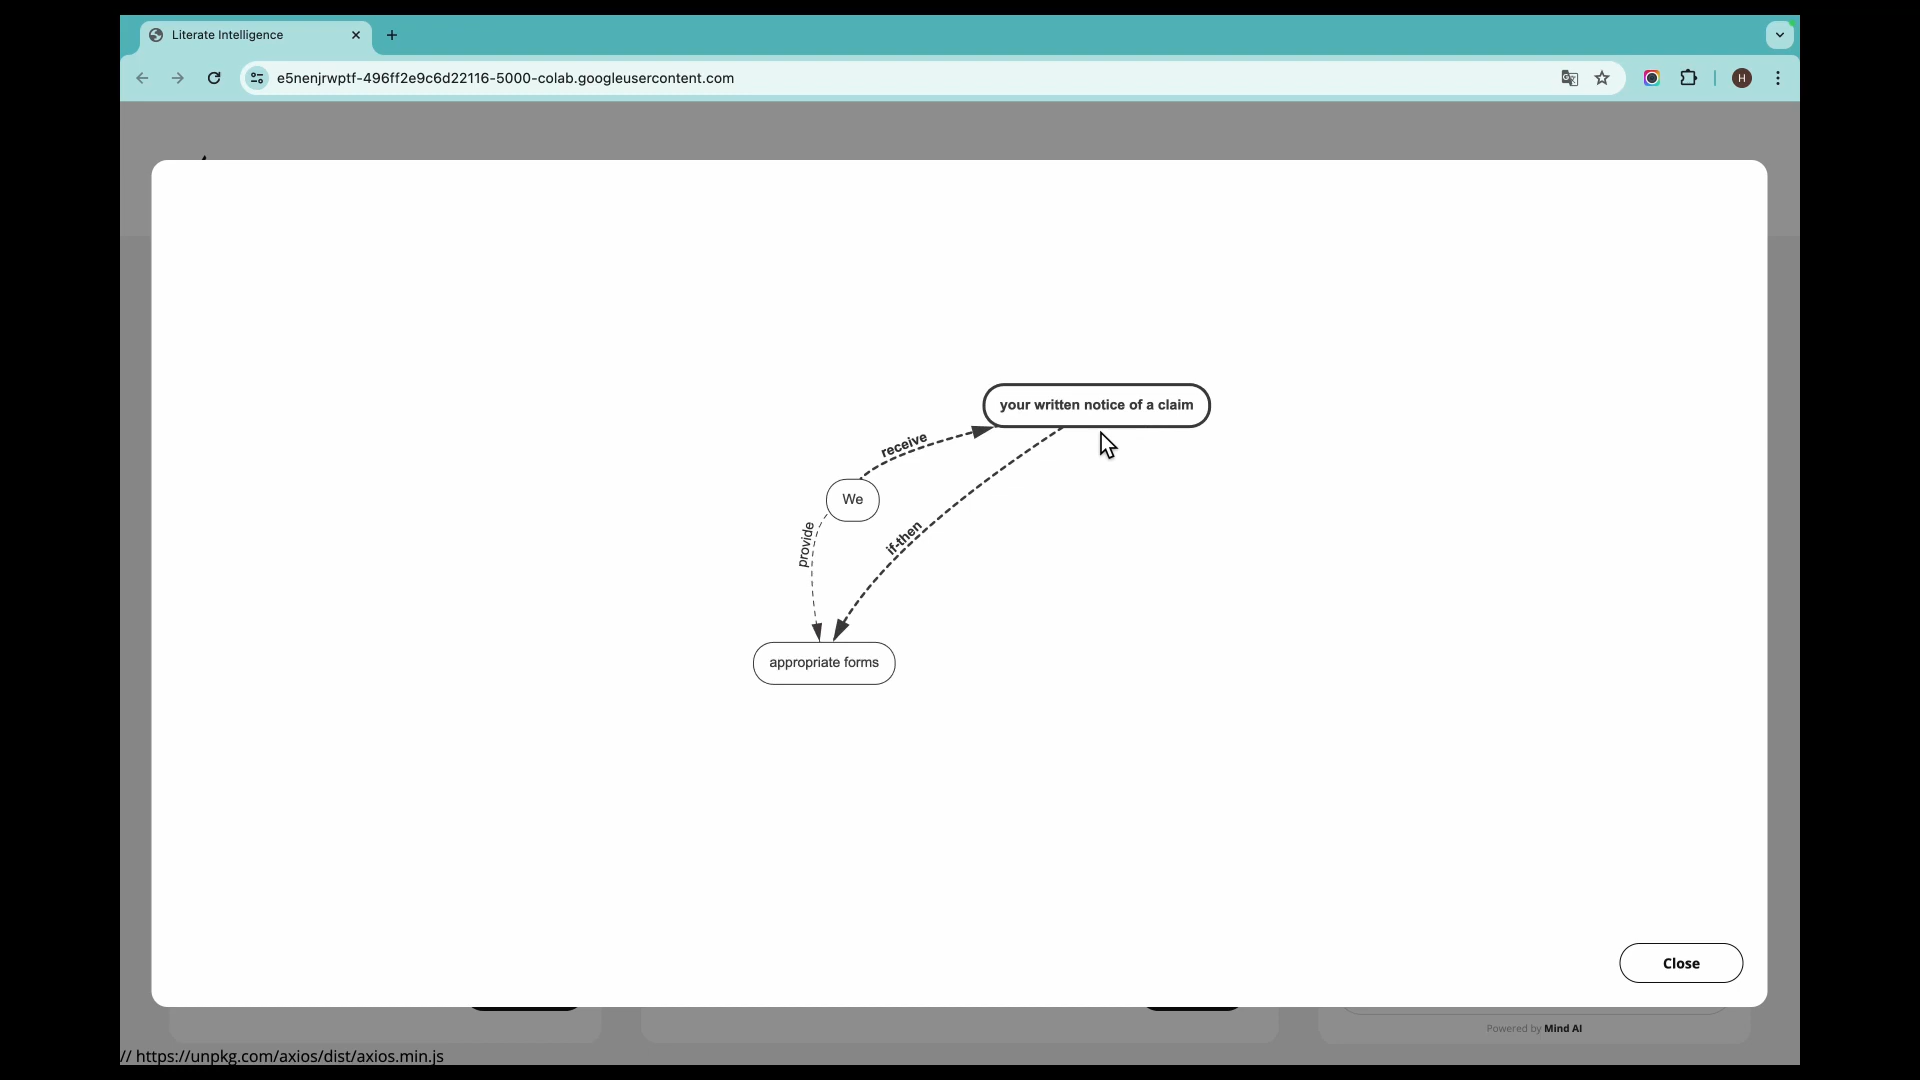 Literate Intelligence
e5nenjrwptf-496ff2e9c6d22116-5000-colab.googleusercontent.com
H
your written notice of a claim
receive
We
provide
if-then
appropriate forms
Close
Powered by Mind AI
// https://unpkg.com/axios/dist/axios.min.js